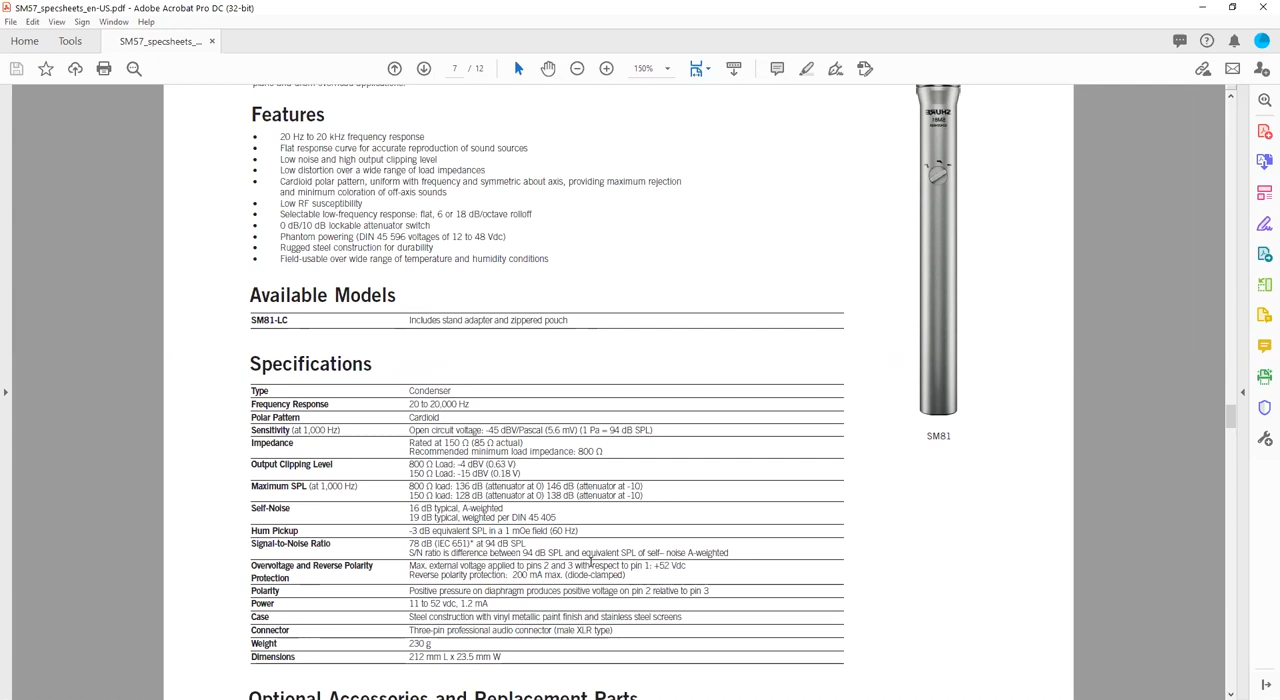 SM57_specsheets_en-US.pdf - Adobe Acrobat Pro DC (32-bit)
File Edit View Sign Window Help
Home Tools SM57_specsheets_... ×
7 / 12 150%
Features
• 20 Hz to 20 kHz frequency response
• Flat response curve for accurate reproduction of sound sources
• Low noise and high output clipping level
• Low distortion over a wide range of load impedances
• Cardioid polar pattern, uniform with frequency and symmetric about axis, providing maximum rejection
and minimum coloration of off-axis sounds
• Low RF susceptibility
• Selectable low-frequency response: flat, 6 or 18 dB/octave rolloff
• 0 dB/10 dB lockable attenuator switch
• Phantom powering (DIN 45 596 voltages of 12 to 48 Vdc)
• Rugged steel construction for durability
• Field-usable over wide range of temperature and humidity conditions
SHURE
SM81
Available Models
SM81-LC Includes stand adapter and zippered pouch
SM81
Specifications
Type Condenser
Frequency Response 20 to 20,000 Hz
Polar Pattern Cardioid
Sensitivity (at 1,000 Hz) Open circuit voltage: -45 dBV/Pascal (5.6 mV) (1 Pa = 94 dB SPL)
Impedance Rated at 150 Ω (85 Ω actual)
Recommended minimum load impedance: 800 Ω
Output Clipping Level 800 Ω Load: -4 dBV (0.63 V)
150 Ω Load: -15 dBV (0.18 V)
Maximum SPL (at 1,000 Hz) 800 Ω load: 136 dB (attenuator at 0) 146 dB (attenuator at -10)
150 Ω load: 128 dB (attenuator at 0) 138 dB (attenuator at -10)
Self-Noise 16 dB typical, A-weighted
19 dB typical, weighted per DIN 45 405
Hum Pickup -3 dB equivalent SPL in a 1 mOe field (60 Hz)
Signal-to-Noise Ratio 78 dB (IEC 651)* at 94 dB SPL
S/N ratio is difference between 94 dB SPL and equivalent SPL of self– noise A-weighted
Overvoltage and Reverse Polarity Max. external voltage applied to pins 2 and 3 with respect to pin 1: +52 Vdc
Protection Reverse polarity protection: 200 mA max. (diode-clamped)
Polarity Positive pressure on diaphragm produces positive voltage on pin 2 relative to pin 3
Power 11 to 52 vdc, 1.2 mA
Case Steel construction with vinyl metallic paint finish and stainless steel screens
Connector Three-pin professional audio connector (male XLR type)
Weight 230 g
Dimensions 212 mm L x 23.5 mm W
Optional Accessories and Replacement Parts